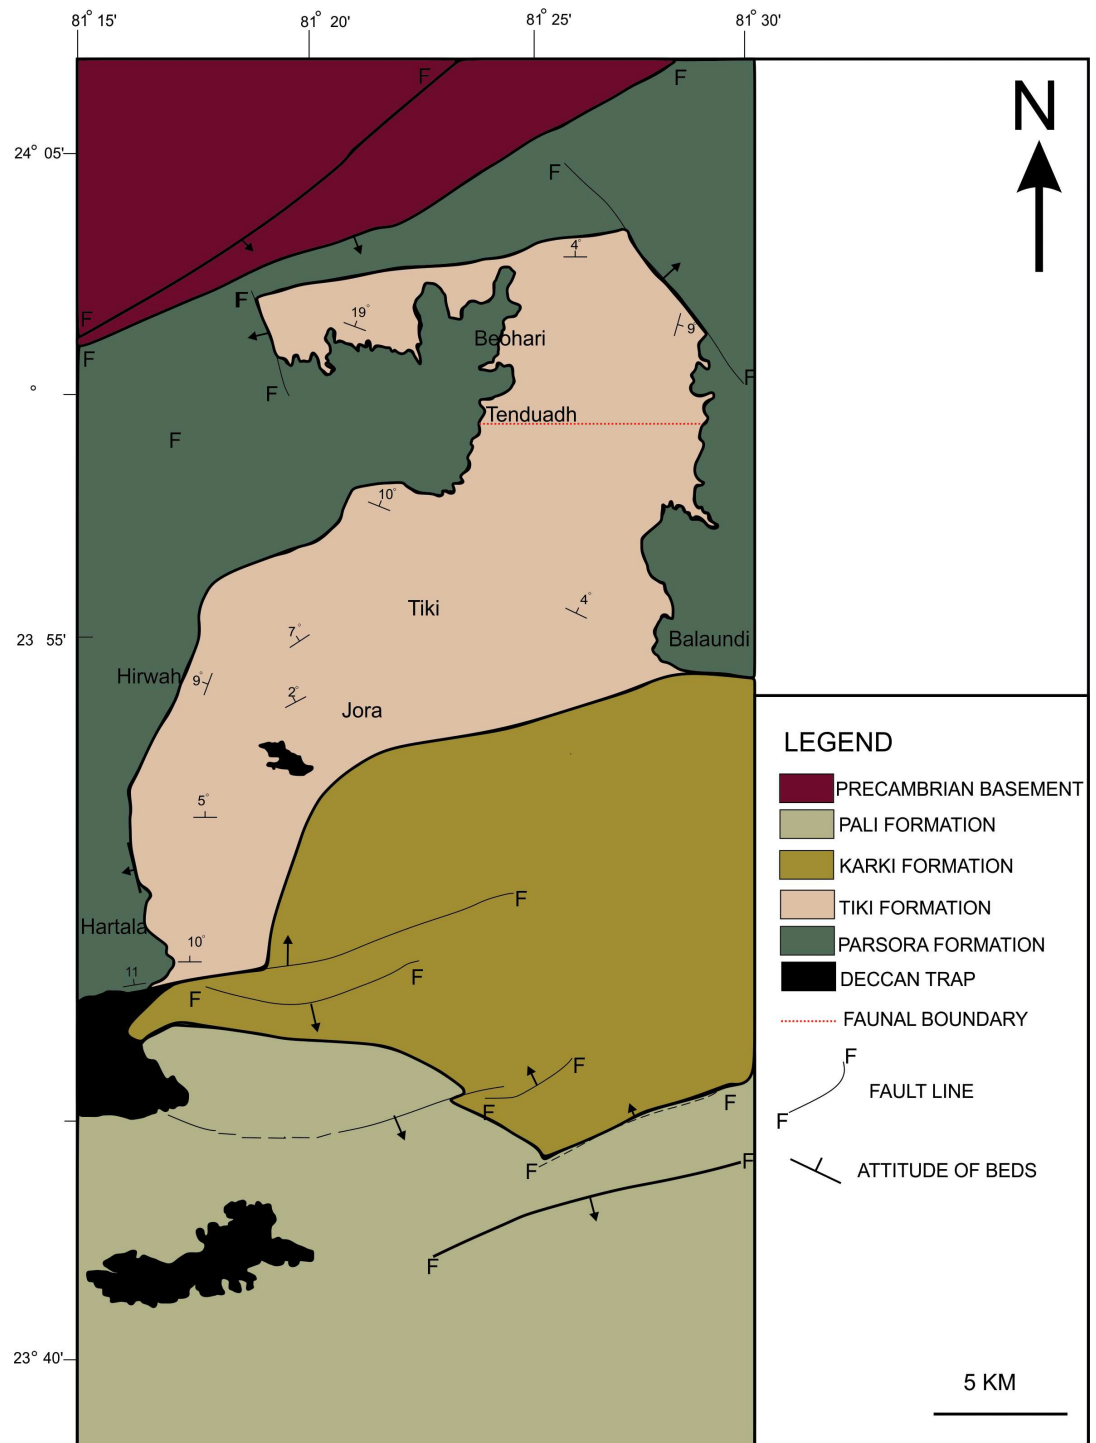 81° 15'
81° 20'
81° 25'
81° 30'
N
F
F
24° 05'
F
4°
F
F
19°
9°
Beohari
F
F
F
°
Tenduadh
F
10°
Tiki
4°
7°
23 55'
Balaundi
Hirwah
9°
2°
Jora
LEGEND
PRECAMBRIAN BASEMENT
5°
PALI FORMATION
KARKI FORMATION
F
TIKI FORMATION
Hartala
10°
PARSORA FORMATION
11
F
DECCAN TRAP
F
FAUNAL BOUNDARY
F
F
FAULT LINE
F
F
F
F
F
ATTITUDE OF BEDS
F
23° 40'
5 KM